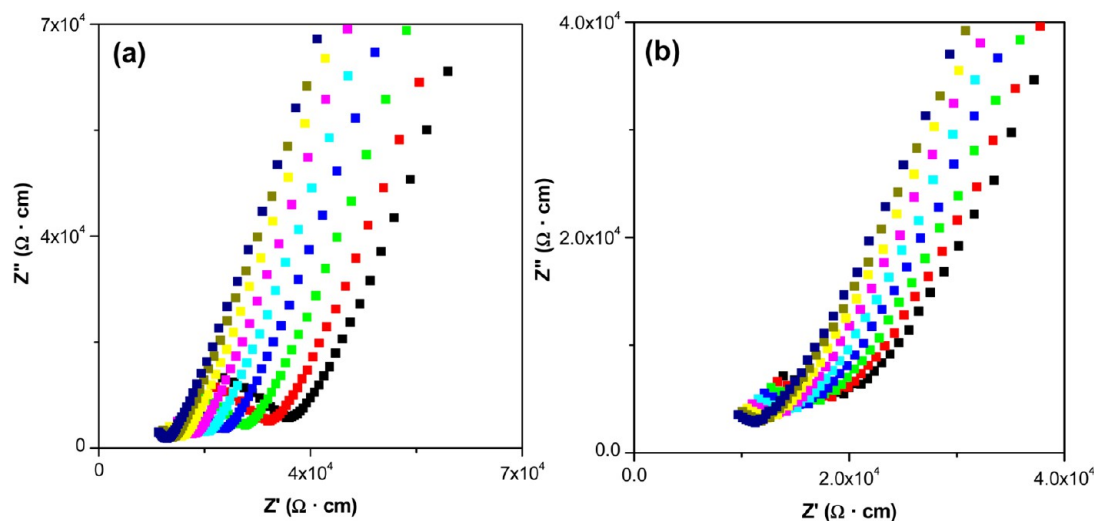 (a)
7x10⁴
4x10⁴
0
Z" (Ω · cm)
0
4x10⁴
7x10⁴
Z' (Ω · cm)
(b)
4.0x10⁴
2.0x10⁴
0.0
Z" (Ω · cm)
0.0
2.0x10⁴
4.0x10⁴
Z' (Ω · cm)